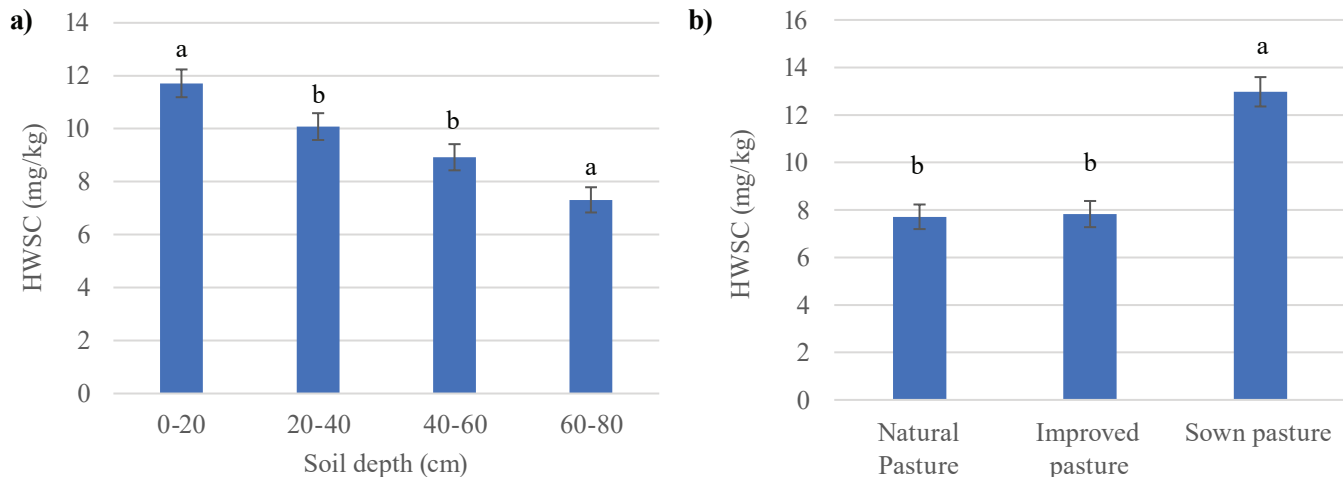 a)
HWSC (mg/kg)
14
12
10
8
6
4
2
0
a
b
b
a
0-20
20-40
40-60
60-80
Soil depth (cm)
b)
HWSC (mg/kg)
16
14
12
10
8
6
4
2
0
b
b
a
Natural
Pasture
Improved
pasture
Sown pasture